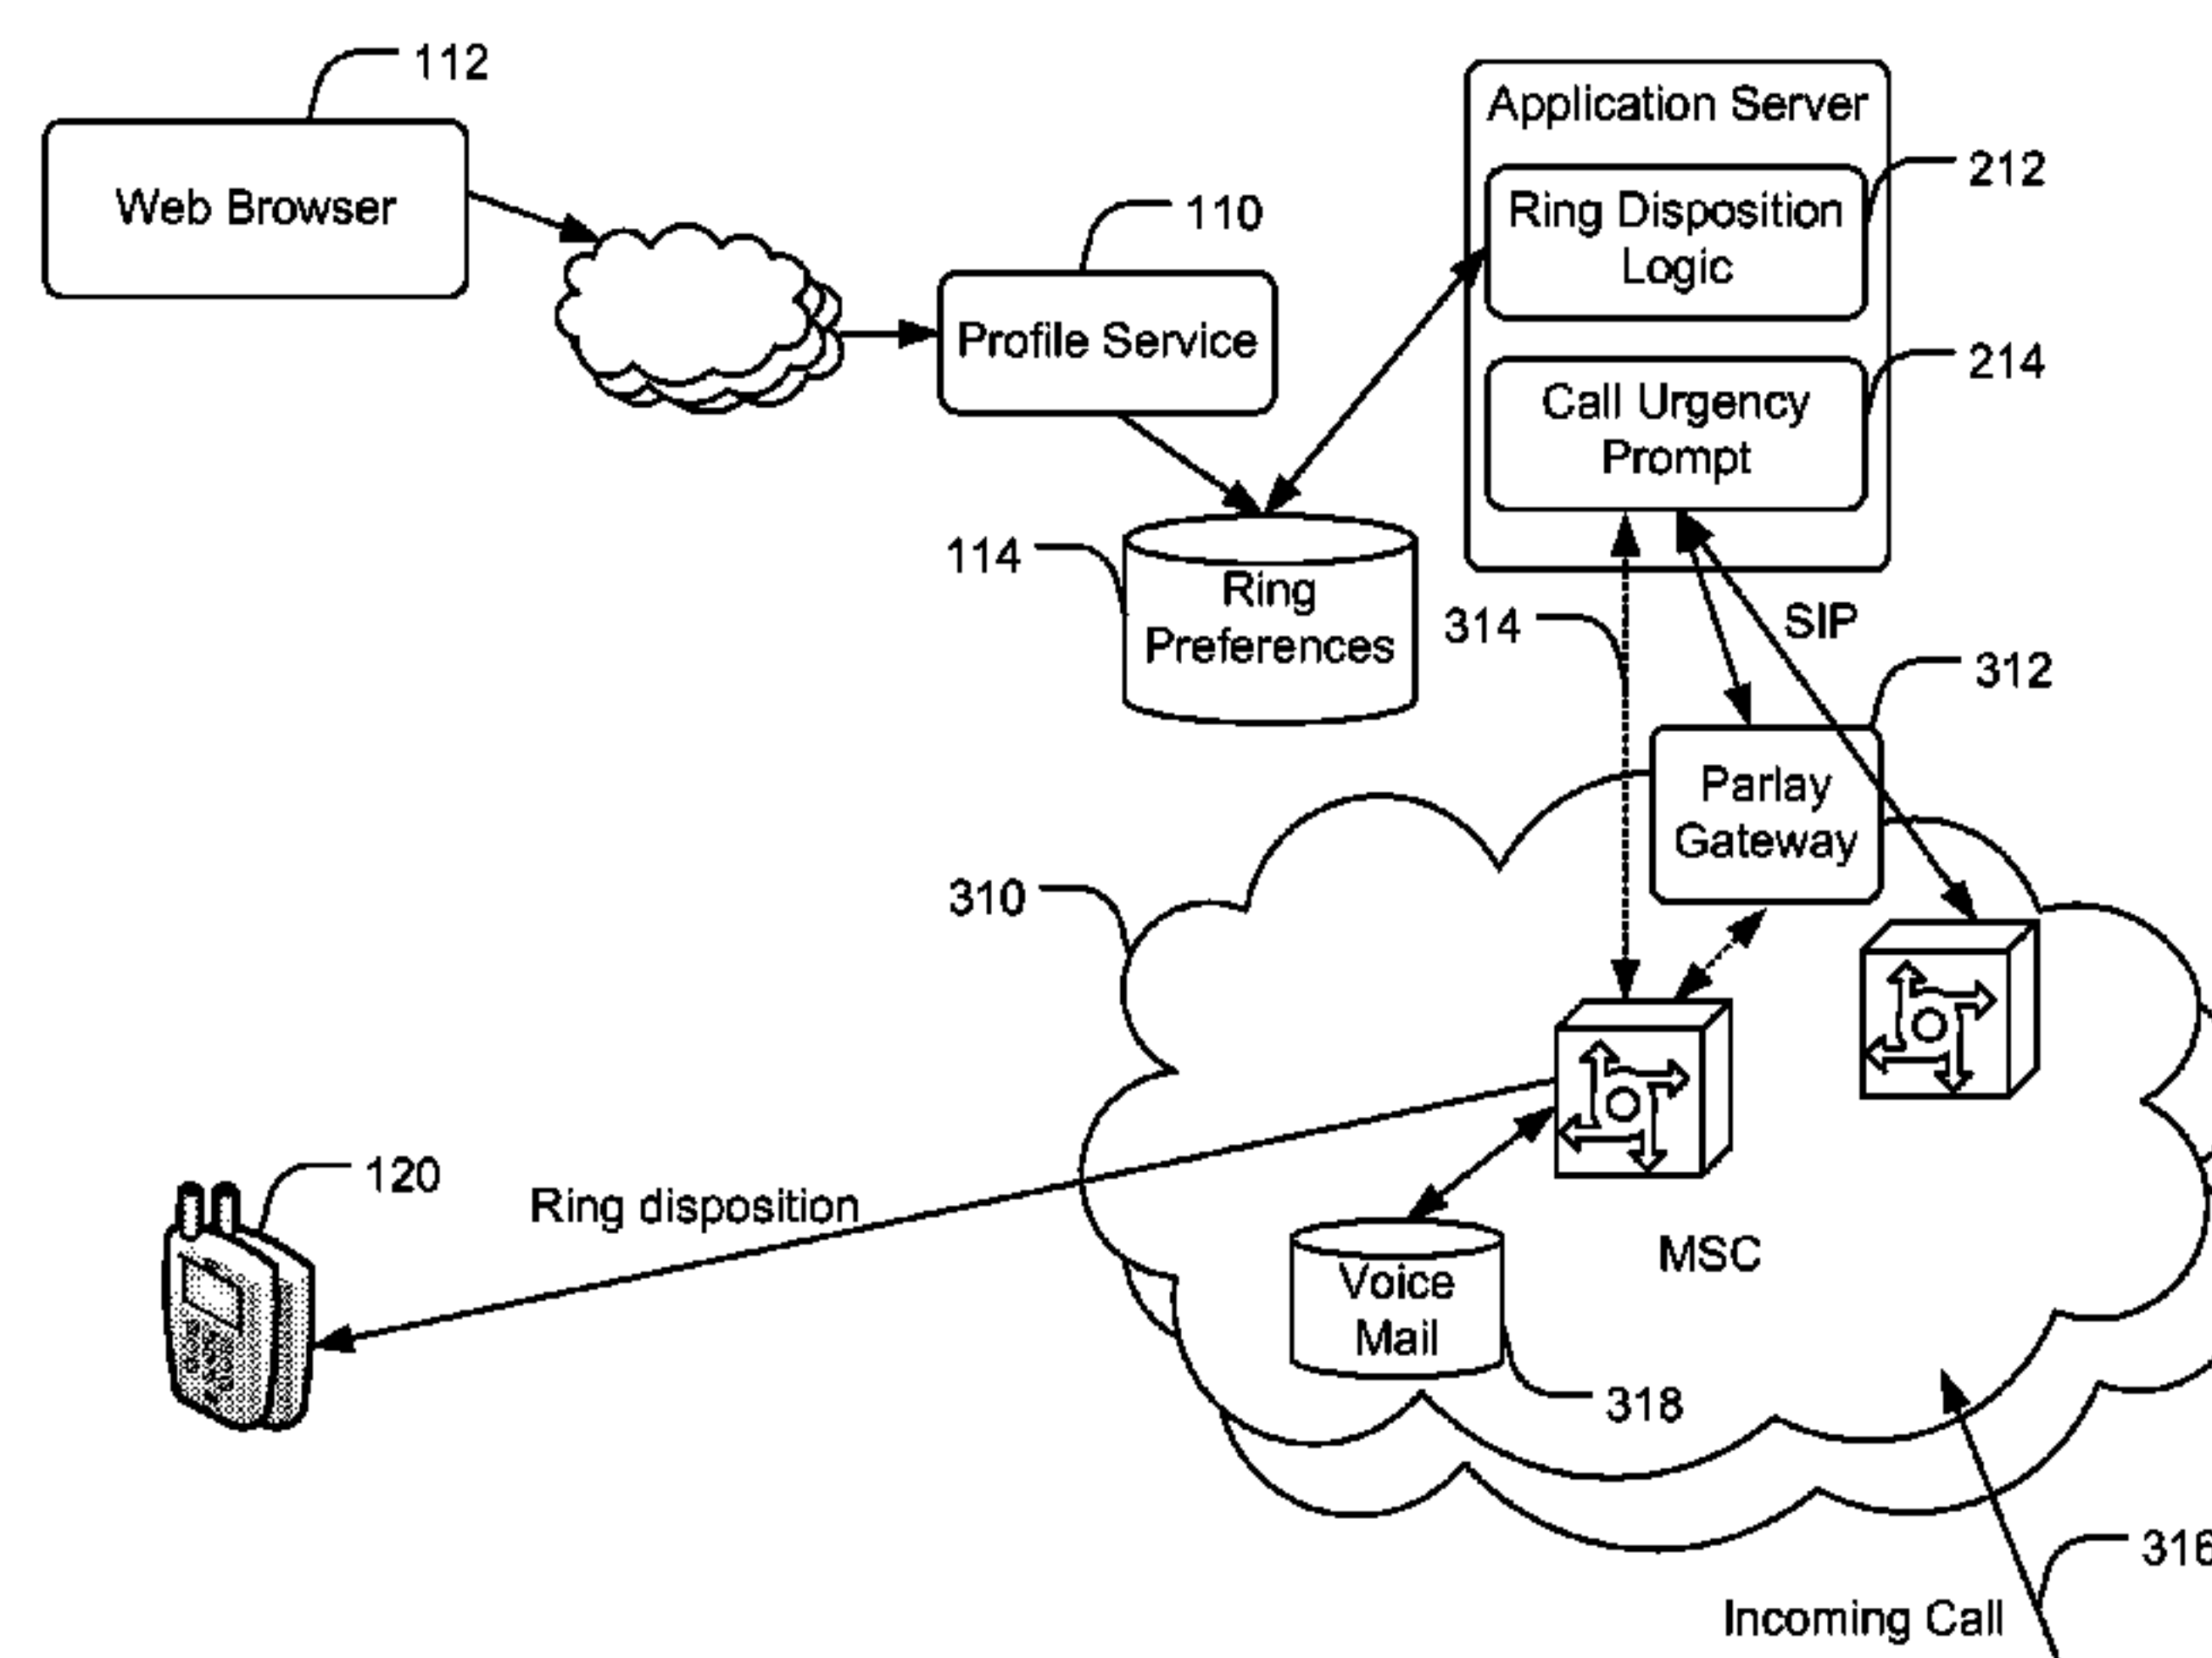 112
Web Browser
110
Profile Service
Application Server
212
Ring Disposition
Logic
214
Call Urgency
Prompt
114
Ring
Preferences
314
SIP
312
Parlay
Gateway
310
120
Ring disposition
MSC
Voice
Mail
318
316
Incoming Call